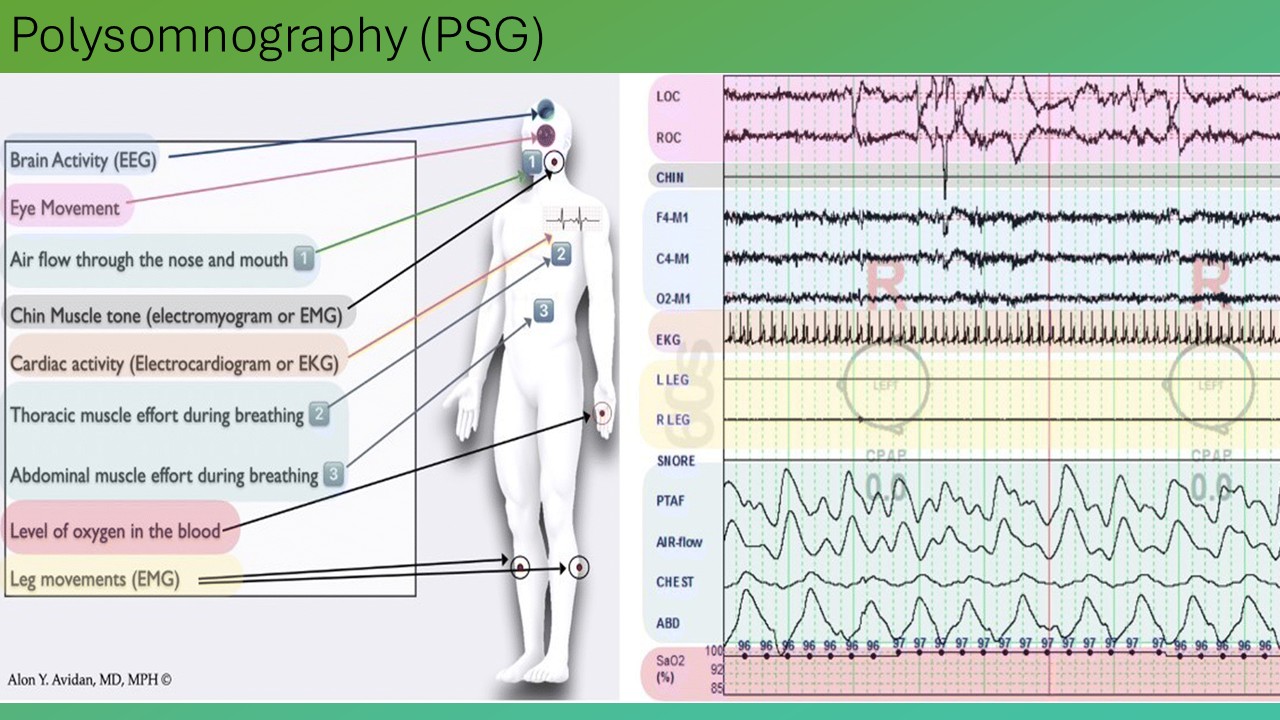 Polysomnography (PSG)
Brain Activity (EEG)
Eye Movement
Air flow through the nose and mouth 1
Chin Muscle tone (electromyogram or EMG)
Cardiac activity (Electrocardiogram or EKG)
Thoracic muscle effort during breathing 2
Abdominal muscle effort during breathing 3
Level of oxygen in the blood
Leg movements (EMG)
1
2
3
Alon Y. Avidan, MD, MPH ©
LOC
ROC
CHIN
F4-M1
C4-M1
R R
O2-M1
EKG
LEFT LEFT
L LEG
R LEG
CPAP CPAP
SNORE
0.0 0.0
PTAF
AIR-flow
CHEST
ABD
96 96 96 96 96 96 96 97 97 97 97 97 97 97 97 97 97 97 97 97 96 96 96 96 96
SaO2
(%)
100
92
85